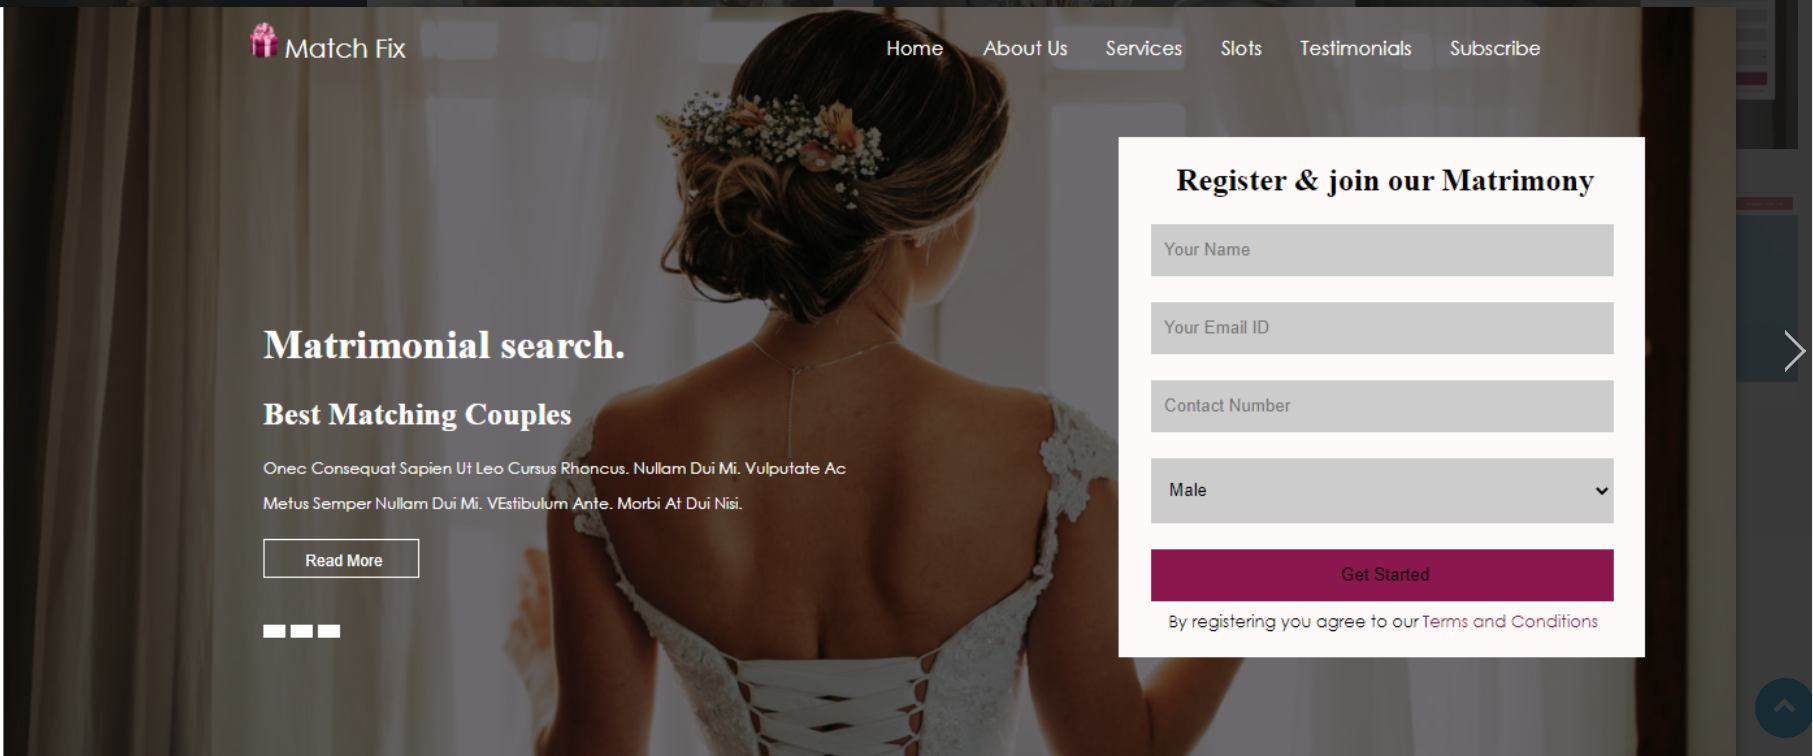 Match Fix
Home About Us Services Slots Testimonials Subscribe
Register & join our Matrimony
Your Name
Your Email ID
Contact Number
Male
Get Started
By registering you agree to our Terms and Conditions
Matrimonial search.
Best Matching Couples
Onec Consequat Sapien Ut Leo Cursus Rhoncus. Nullam Dui Mi. Vulputate Ac
Metus Semper Nullam Dui Mi. VEstibulum Ante. Morbi At Dui Nisi.
Read More